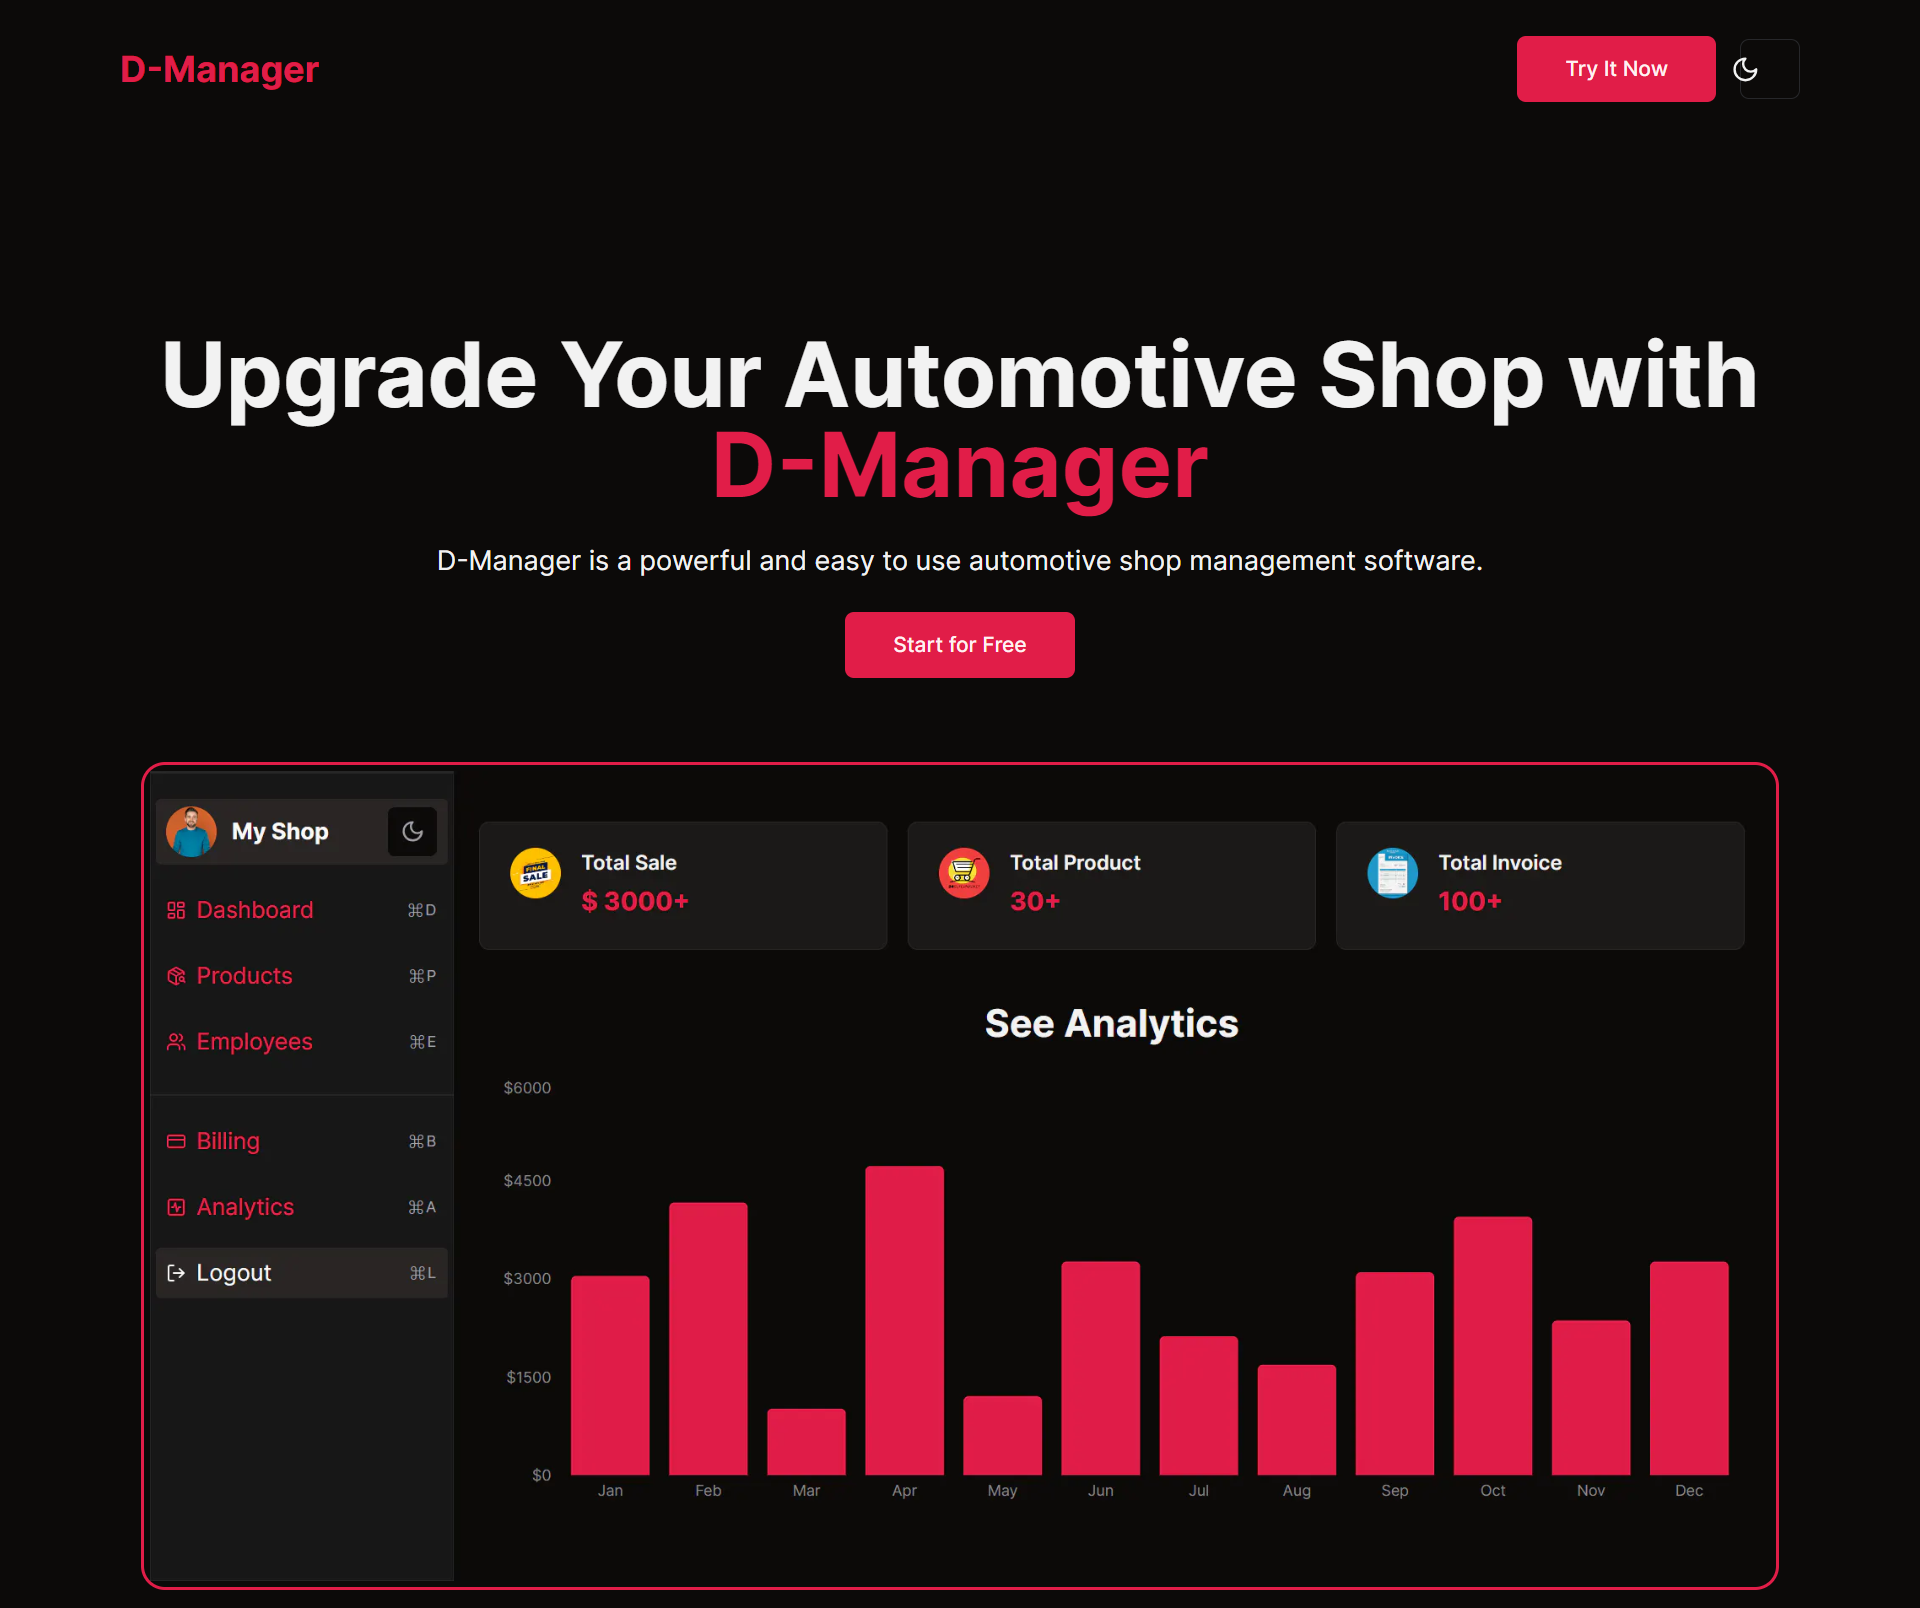 D-Manager
Try It Now
Upgrade Your Automotive Shop with
D-Manager
D-Manager is a powerful and easy to use automotive shop management software.
Start for Free
My Shop
Dashboard ⌘D
Products ⌘P
Employees ⌘E
Billing ⌘B
Analytics ⌘A
Logout ⌘L
Total Sale
$ 3000+
FINAL
SALE
Total Product
30+
Total Invoice
100+
See Analytics
$6000
$4500
$3000
$1500
$0
Jan Feb Mar Apr May Jun Jul Aug Sep Oct Nov Dec